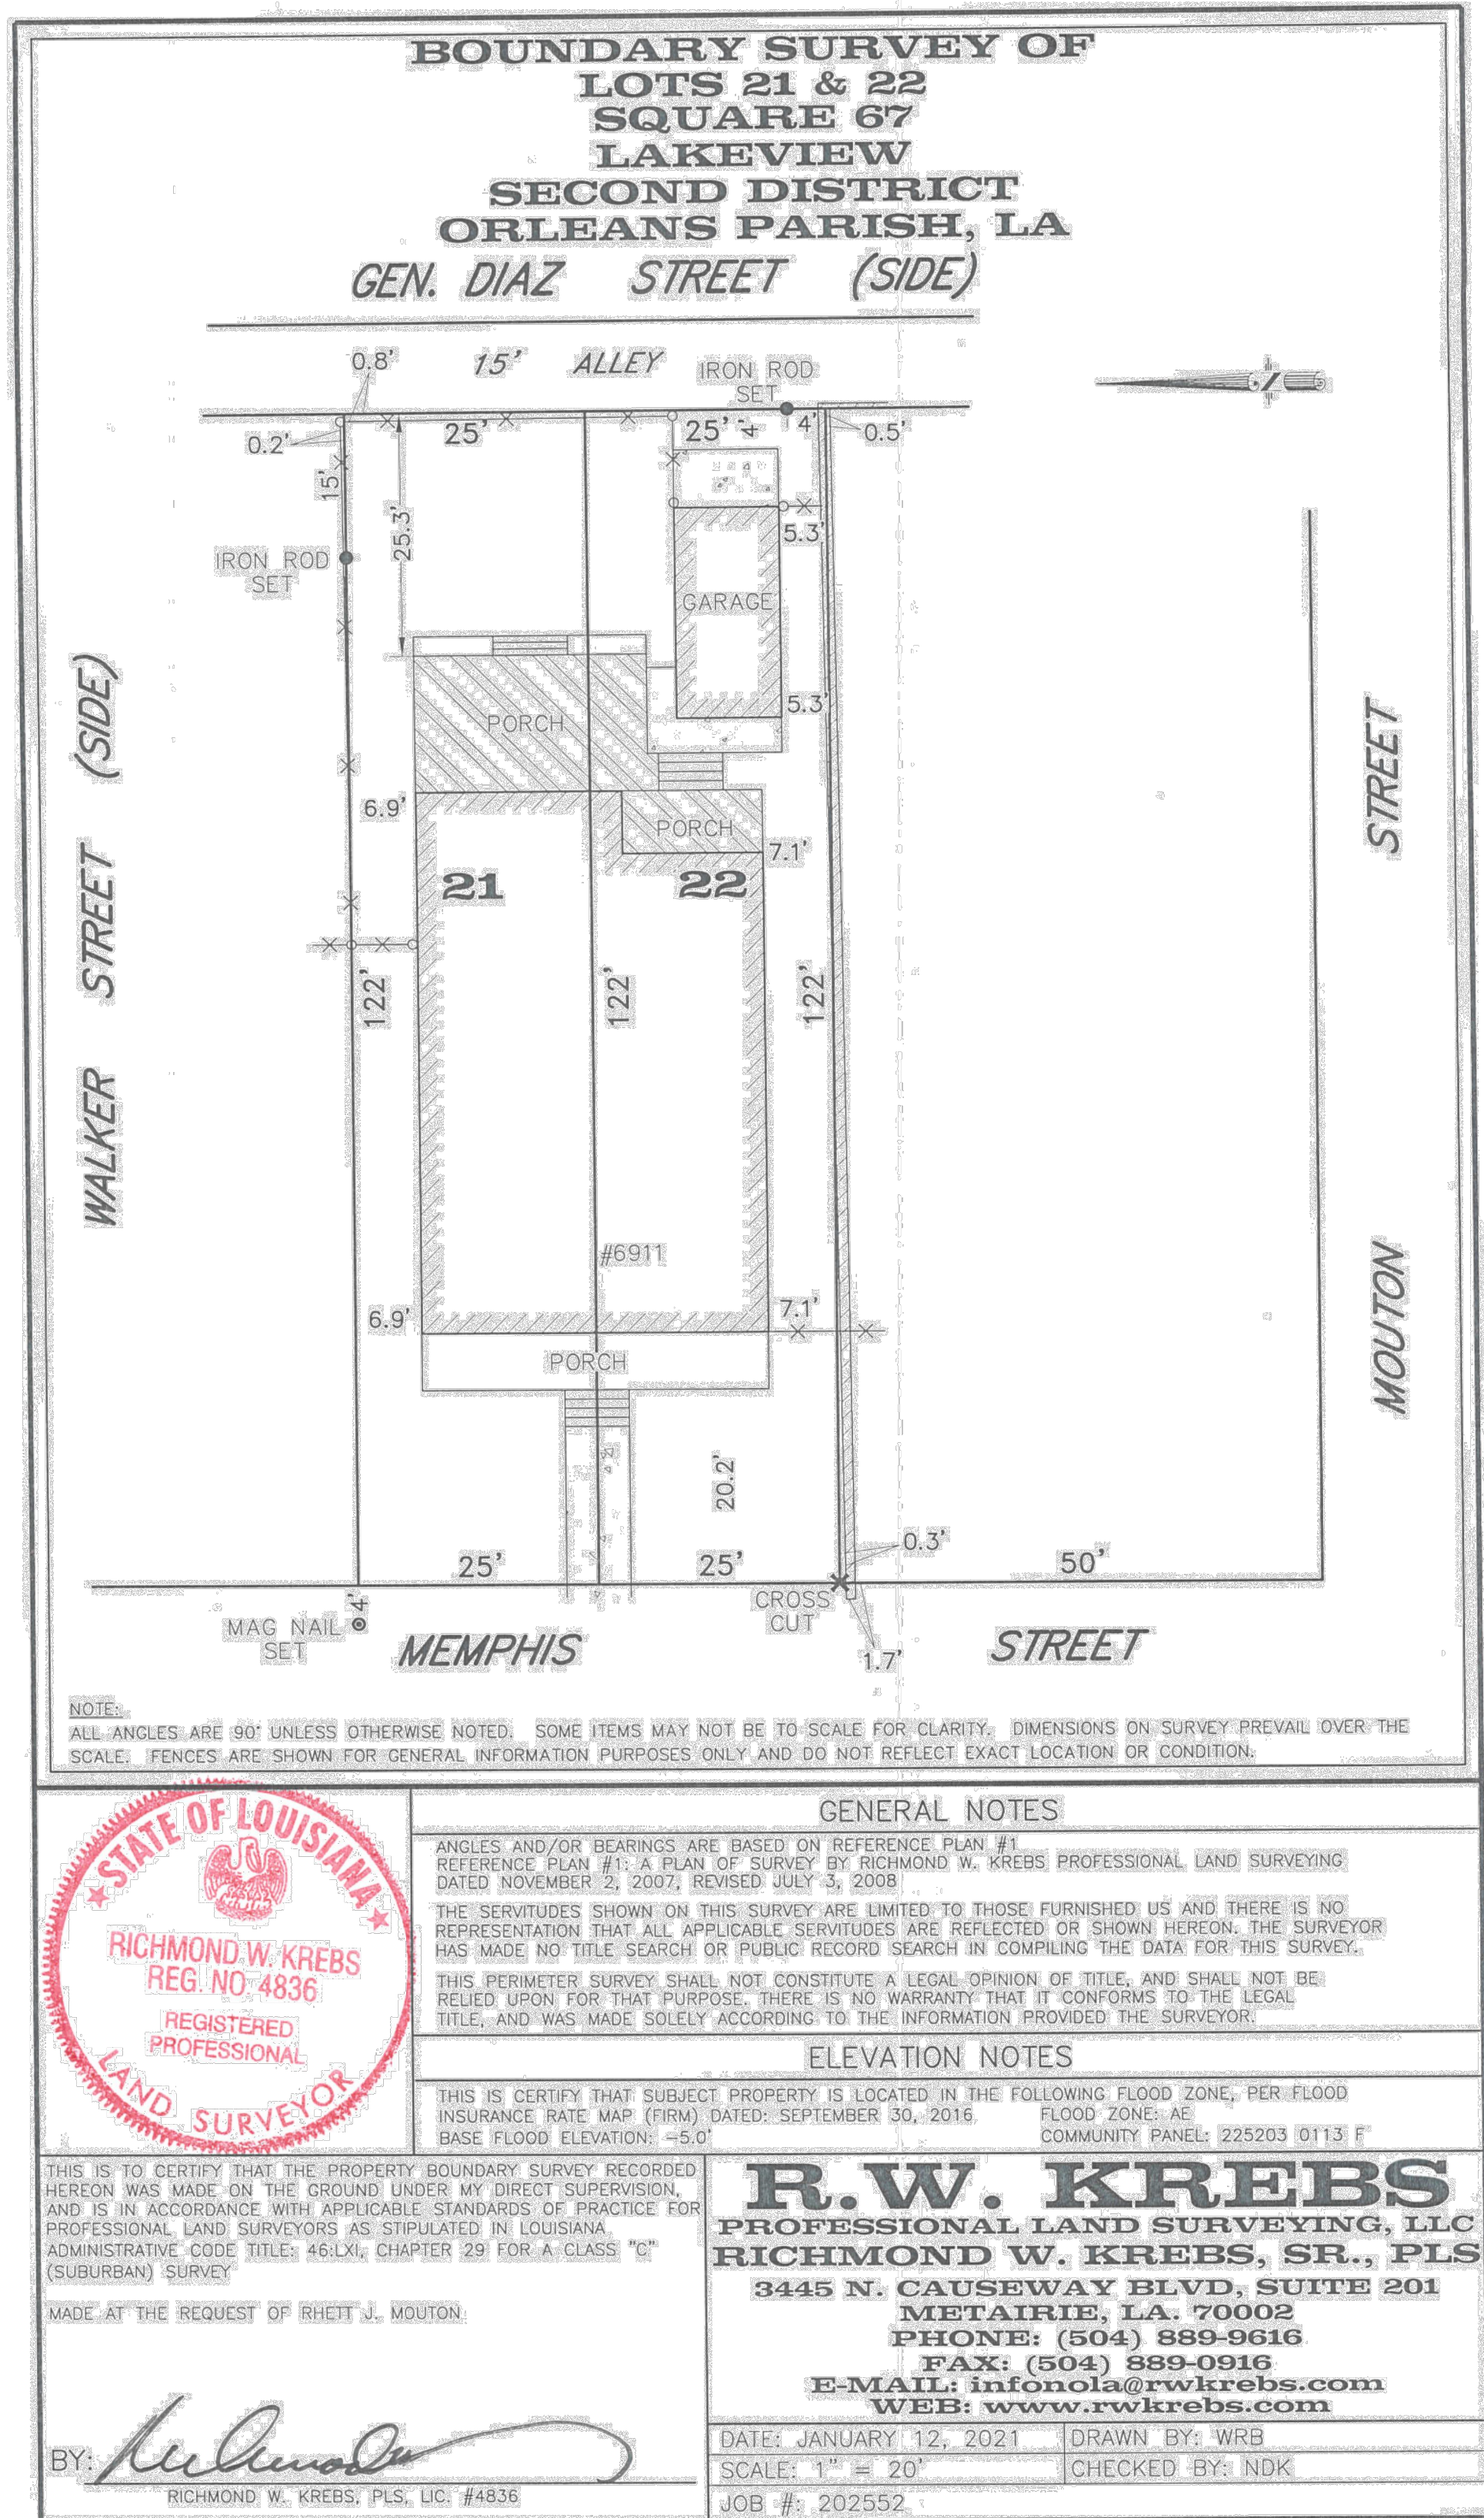 BOUNDARY SURVEY OF
LOTS 21 & 22
SQUARE 67
LAKEVIEW
SECOND DISTRICT
ORLEANS PARISH, LA
GEN. DIAZ STREET (SIDE)
0.8' 15' ALLEY IRON ROD
SET
0.2' 25' 25' 4' 4' 0.5'
15'
25.3'
5.3'
IRON ROD
SET
GARAGE
5.3'
PORCH
6.9'
PORCH
7.1'
21 22
WALKER STREET (SIDE)
MOUTON STREET
122' 122' 122'
#6911
6.9' 7.1'
PORCH
20.2'
0.3'
25' 25' 50'
CROSS
CUT
4'
MAG NAIL
SET
MEMPHIS STREET
1.7'
NOTE:
ALL ANGLES ARE 90° UNLESS OTHERWISE NOTED. SOME ITEMS MAY NOT BE TO SCALE FOR CLARITY. DIMENSIONS ON SURVEY PREVAIL OVER THE
SCALE. FENCES ARE SHOWN FOR GENERAL INFORMATION PURPOSES ONLY AND DO NOT REFLECT EXACT LOCATION OR CONDITION.
STATE OF LOUISIANA
RICHMOND W. KREBS
REG. NO. 4836
REGISTERED
PROFESSIONAL
LAND SURVEYOR
GENERAL NOTES
ANGLES AND/OR BEARINGS ARE BASED ON REFERENCE PLAN #1
REFERENCE PLAN #1: A PLAN OF SURVEY BY RICHMOND W. KREBS PROFESSIONAL LAND SURVEYING
DATED NOVEMBER 2, 2007, REVISED JULY 3, 2008
THE SERVITUDES SHOWN ON THIS SURVEY ARE LIMITED TO THOSE FURNISHED US AND THERE IS NO
REPRESENTATION THAT ALL APPLICABLE SERVITUDES ARE REFLECTED OR SHOWN HEREON. THE SURVEYOR
HAS MADE NO TITLE SEARCH OR PUBLIC RECORD SEARCH IN COMPILING THE DATA FOR THIS SURVEY.
THIS PERIMETER SURVEY SHALL NOT CONSTITUTE A LEGAL OPINION OF TITLE, AND SHALL NOT BE
RELIED UPON FOR THAT PURPOSE. THERE IS NO WARRANTY THAT IT CONFORMS TO THE LEGAL
TITLE, AND WAS MADE SOLELY ACCORDING TO THE INFORMATION PROVIDED THE SURVEYOR.
ELEVATION NOTES
THIS IS CERTIFY THAT SUBJECT PROPERTY IS LOCATED IN THE FOLLOWING FLOOD ZONE, PER FLOOD
INSURANCE RATE MAP (FIRM) DATED: SEPTEMBER 30, 2016 FLOOD ZONE: AE
BASE FLOOD ELEVATION: -5.0' COMMUNITY PANEL: 225203 0113 F
THIS IS TO CERTIFY THAT THE PROPERTY BOUNDARY SURVEY RECORDED
HEREON WAS MADE ON THE GROUND UNDER MY DIRECT SUPERVISION,
AND IS IN ACCORDANCE WITH APPLICABLE STANDARDS OF PRACTICE FOR
PROFESSIONAL LAND SURVEYORS AS STIPULATED IN LOUISIANA
ADMINISTRATIVE CODE TITLE: 46:LXI, CHAPTER 29 FOR A CLASS "C"
(SUBURBAN) SURVEY
MADE AT THE REQUEST OF RHETT J. MOUTON
BY:
RICHMOND W. KREBS, PLS, LIC. #4836
R.W. KREBS
PROFESSIONAL LAND SURVEYING, LLC
RICHMOND W. KREBS, SR., PLS
3445 N. CAUSEWAY BLVD, SUITE 201
METAIRIE, LA. 70002
PHONE: (504) 889-9616
FAX: (504) 889-0916
E-MAIL: infonola@rwkrebs.com
WEB: www.rwkrebs.com
DATE: JANUARY 12, 2021 DRAWN BY: WRB
SCALE: 1" = 20' CHECKED BY: NDK
JOB #: 202552